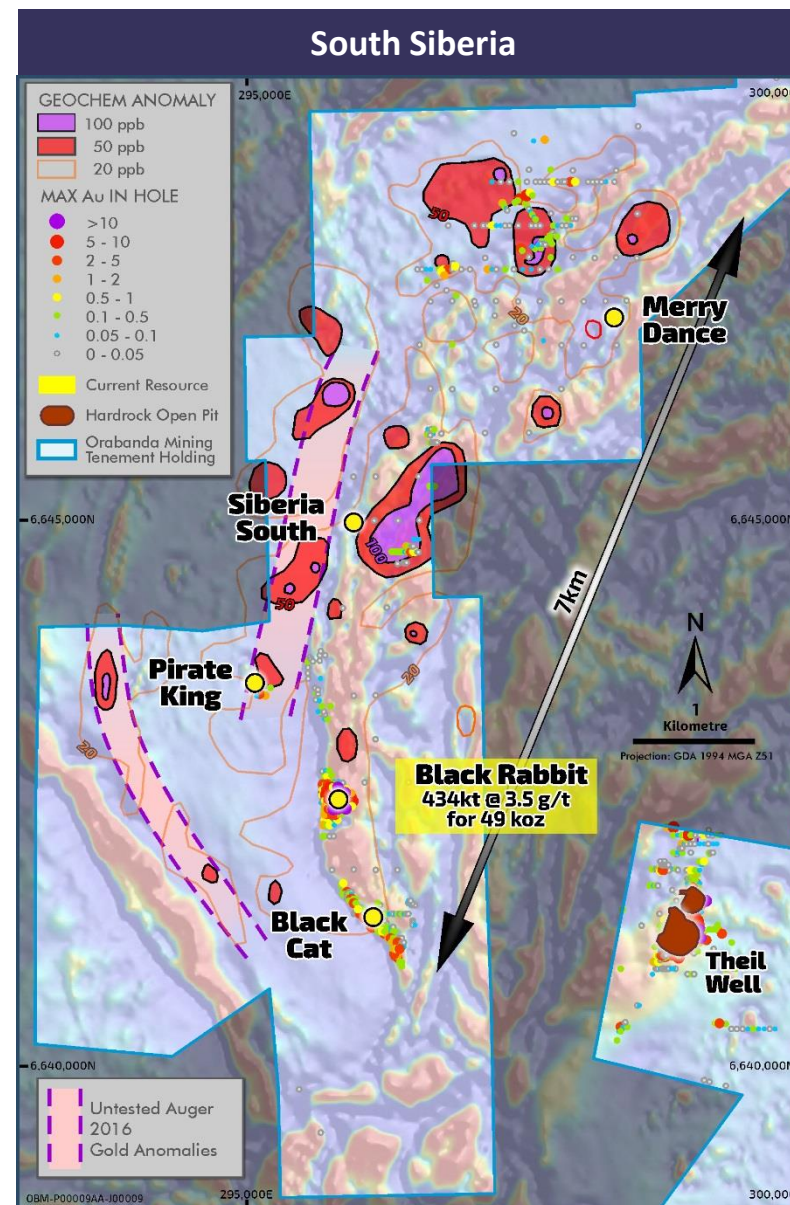 South Siberia
295,000E
300,00
GEOCHEM ANOMALY
100 ppb
50 ppb
20 ppb
MAX Au IN HOLE
>10
5 - 10
2 - 5
1 - 2
0.5 - 1
0.1 - 0.5
0.05 - 0.1
0 - 0.05
Current Resource
Hardrock Open Pit
Orabanda Mining
Tenement Holding
50
20
Merry
Dance
Siberia
South
6,645,000N
6,645,000N
100
50
7km
N
1
Kilometre
Projection: GDA 1994 MGA Z51
Pirate
King
20
20
Black Rabbit
434kt @ 3.5 g/t
for 49 koz
Black
Cat
Theil
Well
6,640,000N
6,640,000N
Untested Auger
2016
Gold Anomalies
OBM-P00009AA-J00009
295,000E
300,00